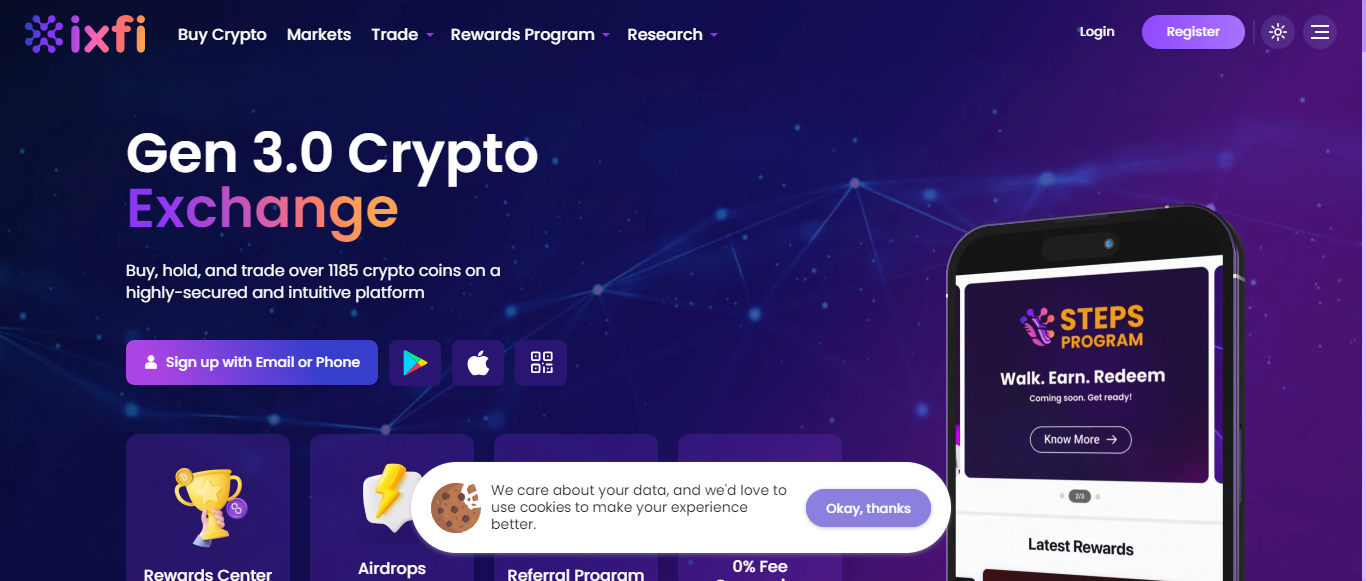 ixfi
Buy Crypto
Markets
Trade
Rewards Program
Research
Login
Register
Gen 3.0 Crypto
Exchange
Buy, hold, and trade over 1185 crypto coins on a
highly-secured and intuitive platform
Sign up with Email or Phone
STEPS
PROGRAM
Walk. Earn. Redeem
Coming soon. Get ready!
Know More →
2/3
Latest Rewards
Rewards Center
Airdrops
Referral Program
0% Fee
We care about your data, and we'd love to
use cookies to make your experience
better.
Okay, thanks